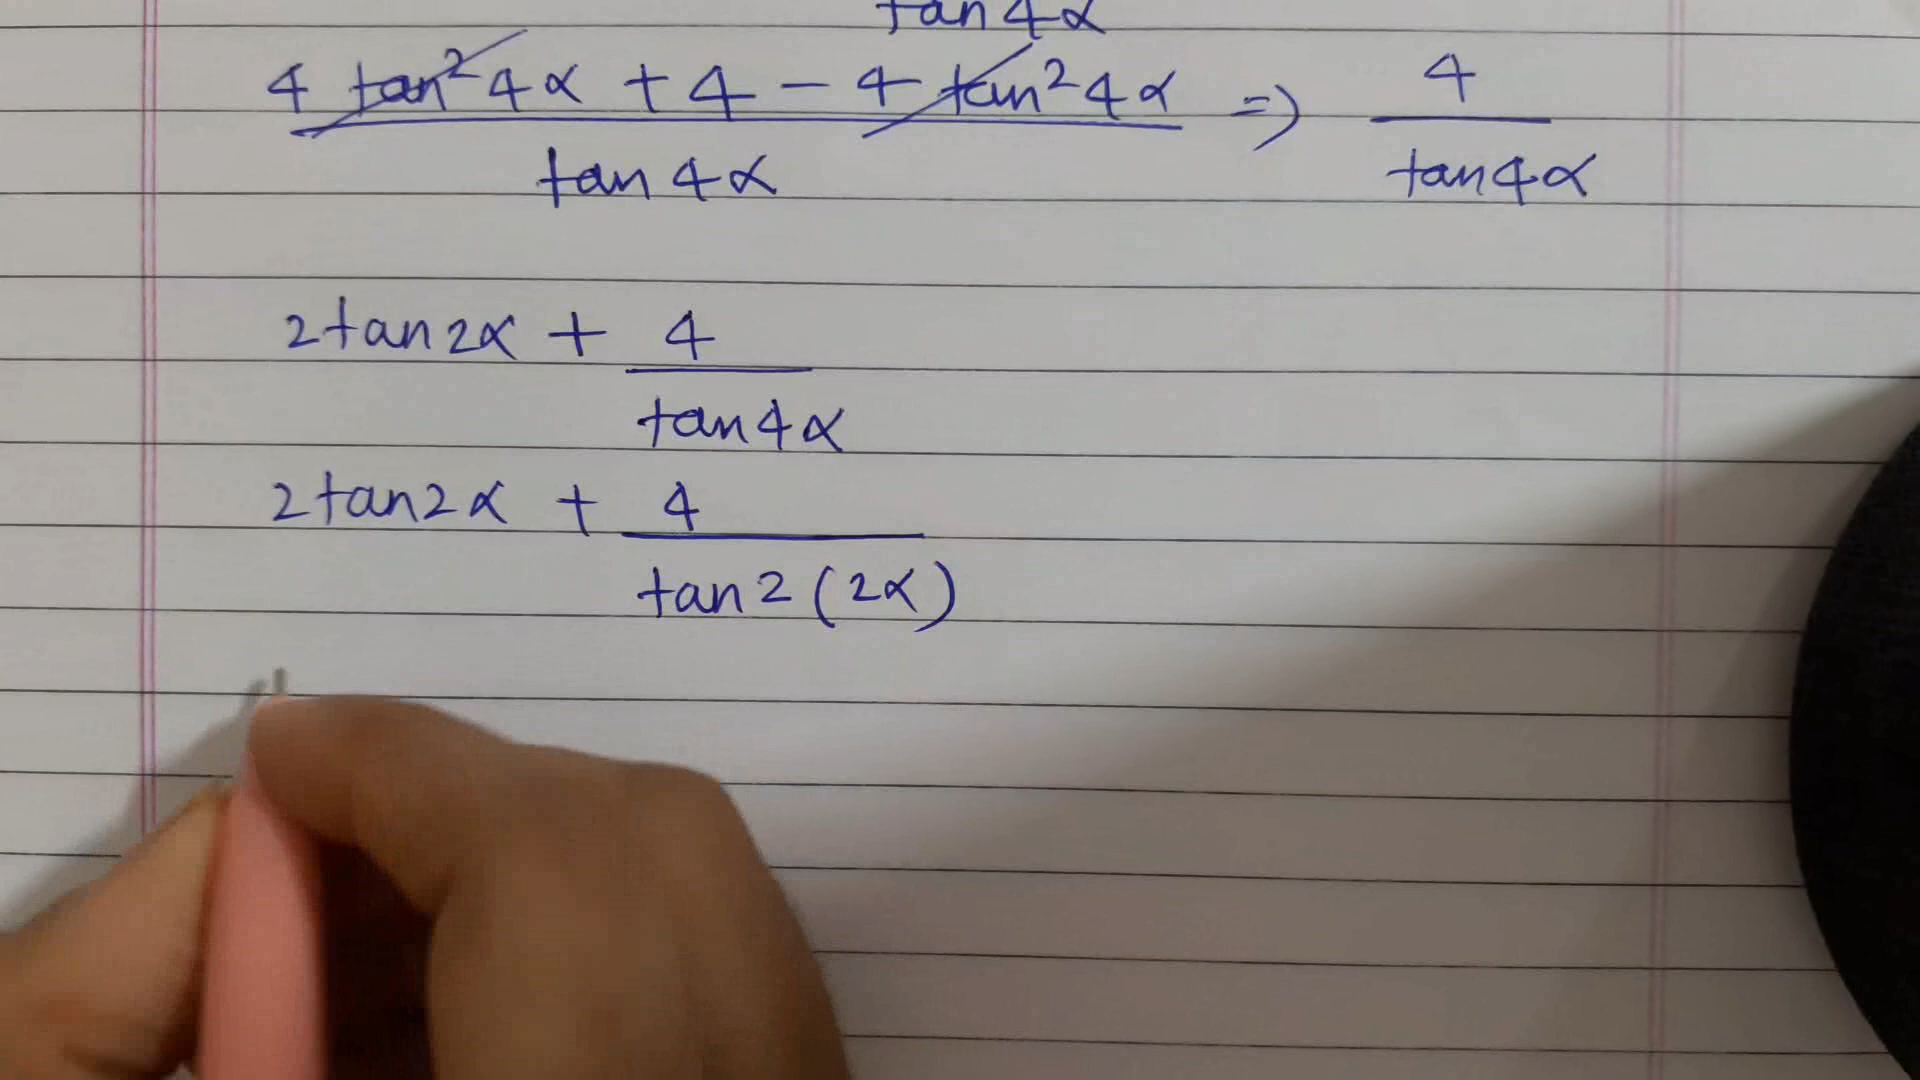 tan 4α
4 tan² 4α + 4 - 4 tan² 4α => 4
tan 4α tan 4α
2 tan 2α + 4
tan 4α
2 tan 2α + 4
tan 2 (2α)